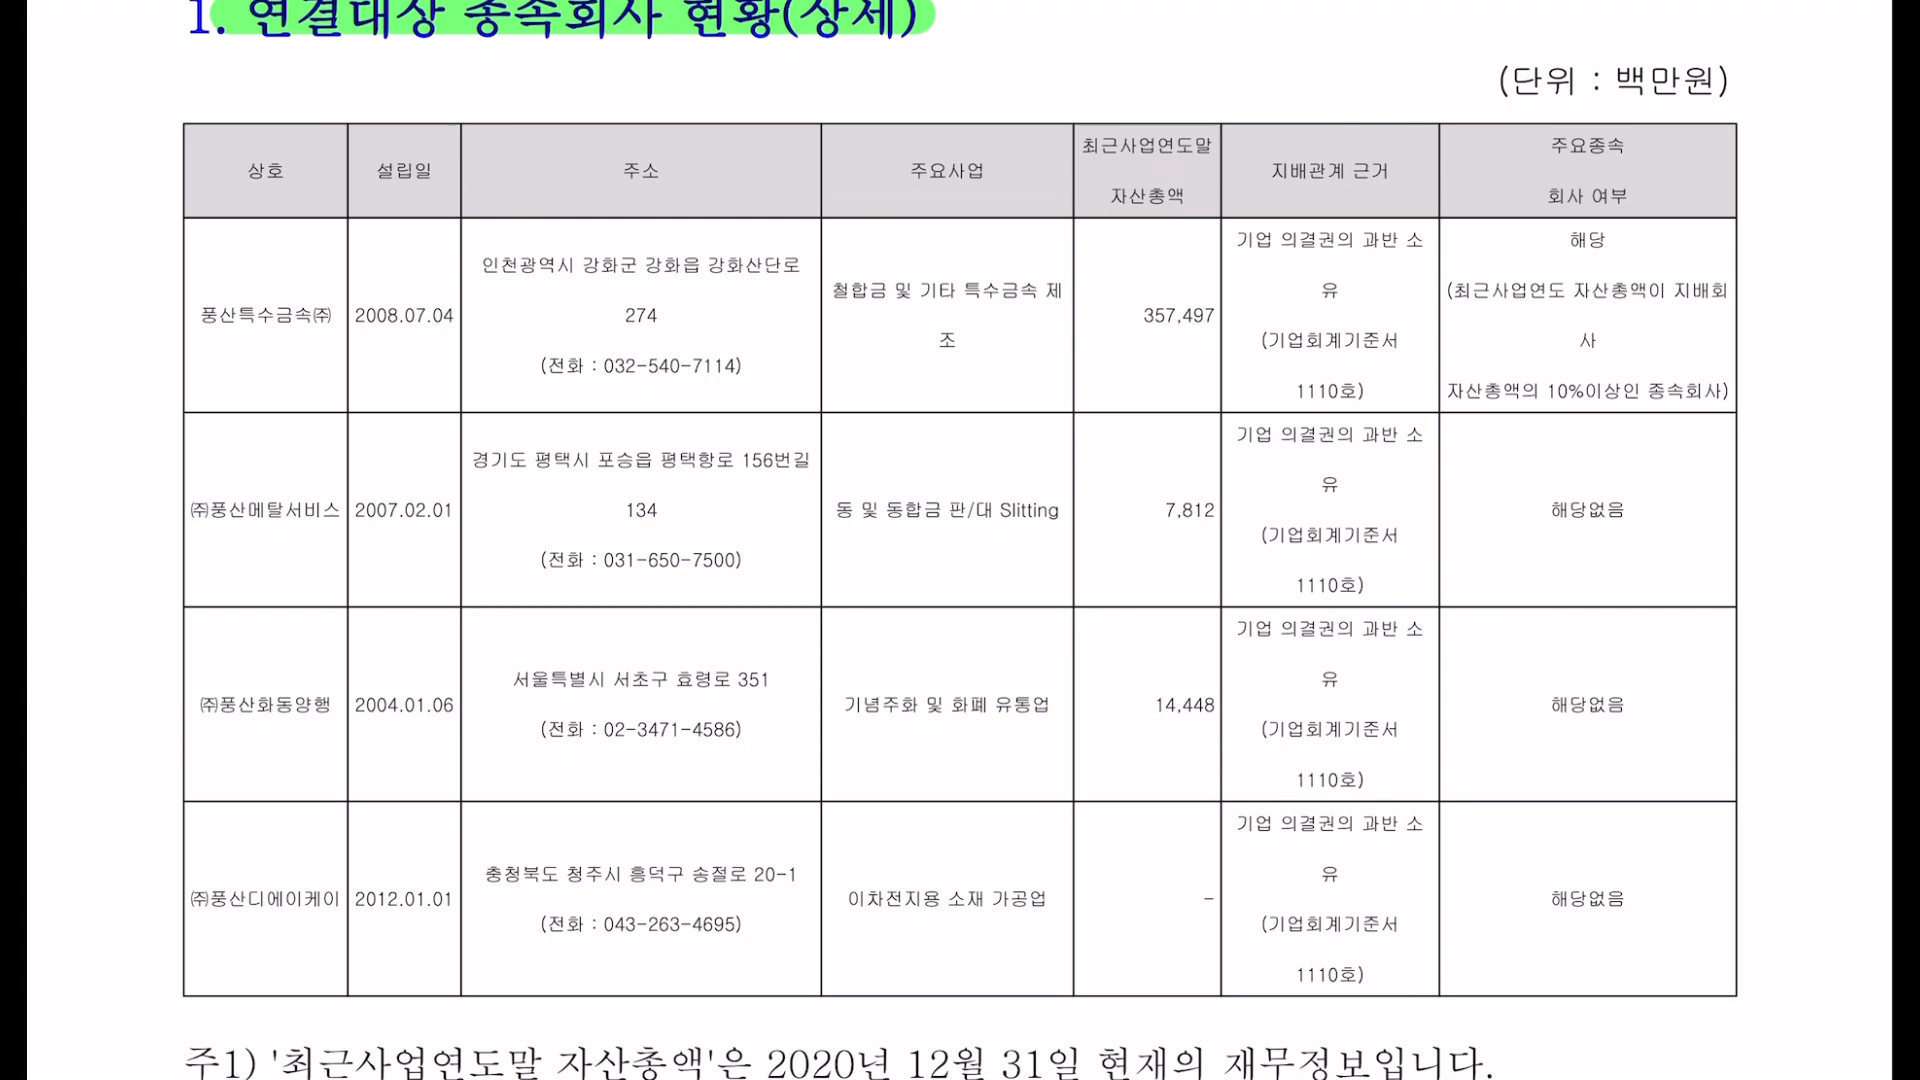 1. 연결대상 종속회사 현황(상세)
(단위 : 백만원)
상호
설립일
주소
주요사업
최근사업연도말
자산총액
지배관계 근거
주요종속
회사 여부
풍산특수금속㈜
2008.07.04
인천광역시 강화군 강화읍 강화산단로
274
(전화 : 032-540-7114)
철합금 및 기타 특수금속 제
조
357,497
기업 의결권의 과반 소
유
(기업회계기준서
1110호)
해당
(최근사업연도 자산총액이 지배회
사
자산총액의 10%이상인 종속회사)
㈜풍산메탈서비스
2007.02.01
경기도 평택시 포승읍 평택항로 156번길
134
(전화 : 031-650-7500)
동 및 동합금 판/대 Slitting
7,812
기업 의결권의 과반 소
유
(기업회계기준서
1110호)
해당없음
㈜풍산화동양행
2004.01.06
서울특별시 서초구 효령로 351
(전화 : 02-3471-4586)
기념주화 및 화폐 유통업
14,448
기업 의결권의 과반 소
유
(기업회계기준서
1110호)
해당없음
㈜풍산디에이케이
2012.01.01
충청북도 청주시 흥덕구 송절로 20-1
(전화 : 043-263-4695)
이차전지용 소재 가공업
-
기업 의결권의 과반 소
유
(기업회계기준서
1110호)
해당없음
주1) '최근사업연도말 자산총액'은 2020년 12월 31일 현재의 재무정보입니다.